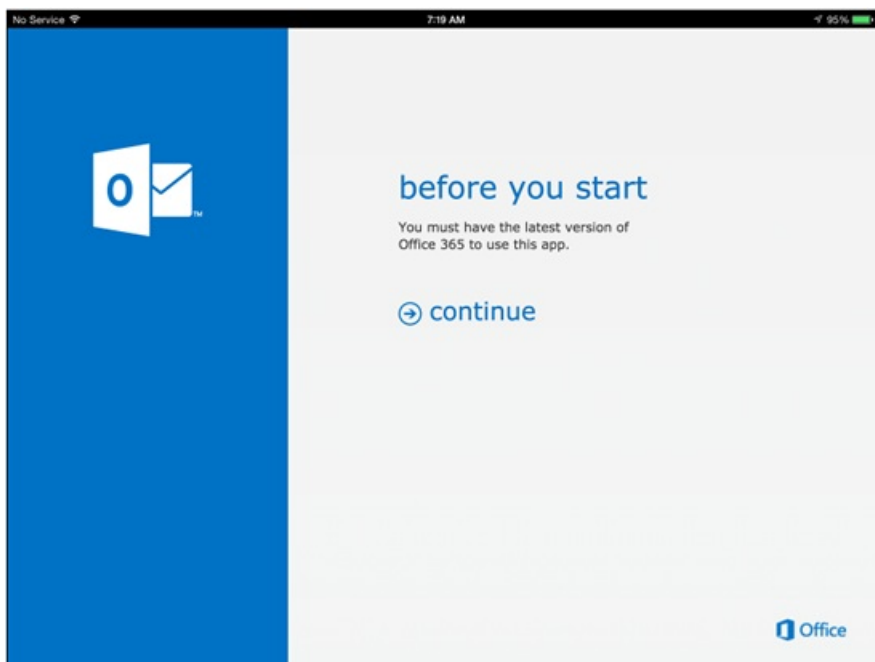 No Service 7:19 AM 95%
O
TM
before you start
You must have the latest version of
Office 365 to use this app.
continue
Office